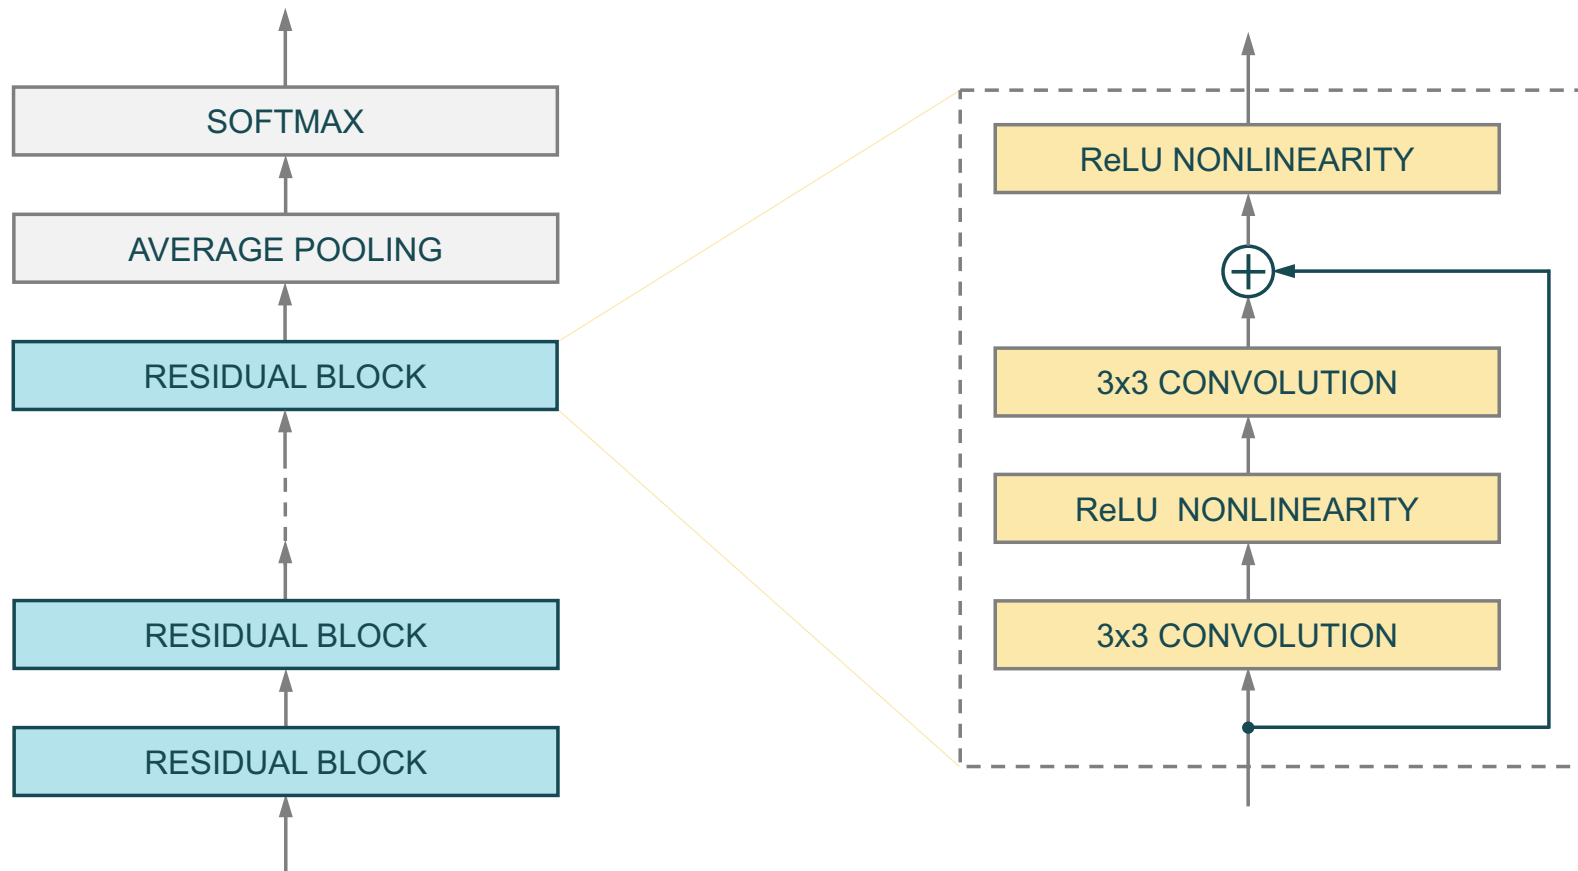 SOFTMAX
AVERAGE POOLING
RESIDUAL BLOCK
RESIDUAL BLOCK
RESIDUAL BLOCK
ReLU NONLINEARITY
3x3 CONVOLUTION
ReLU NONLINEARITY
3x3 CONVOLUTION